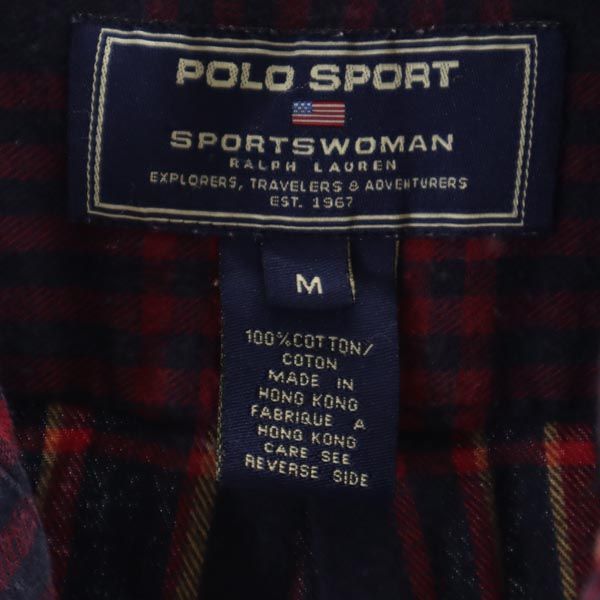 POLO SPORT
SPORTSWOMAN
RALPH LAUREN
EXPLORERS, TRAVELERS & ADVENTURERS
EST. 1967
M
100%COTTON/
COTON
MADE IN
HONG KONG
FABRIQUE A
HONG KONG
CARE SEE
REVERSE SIDE